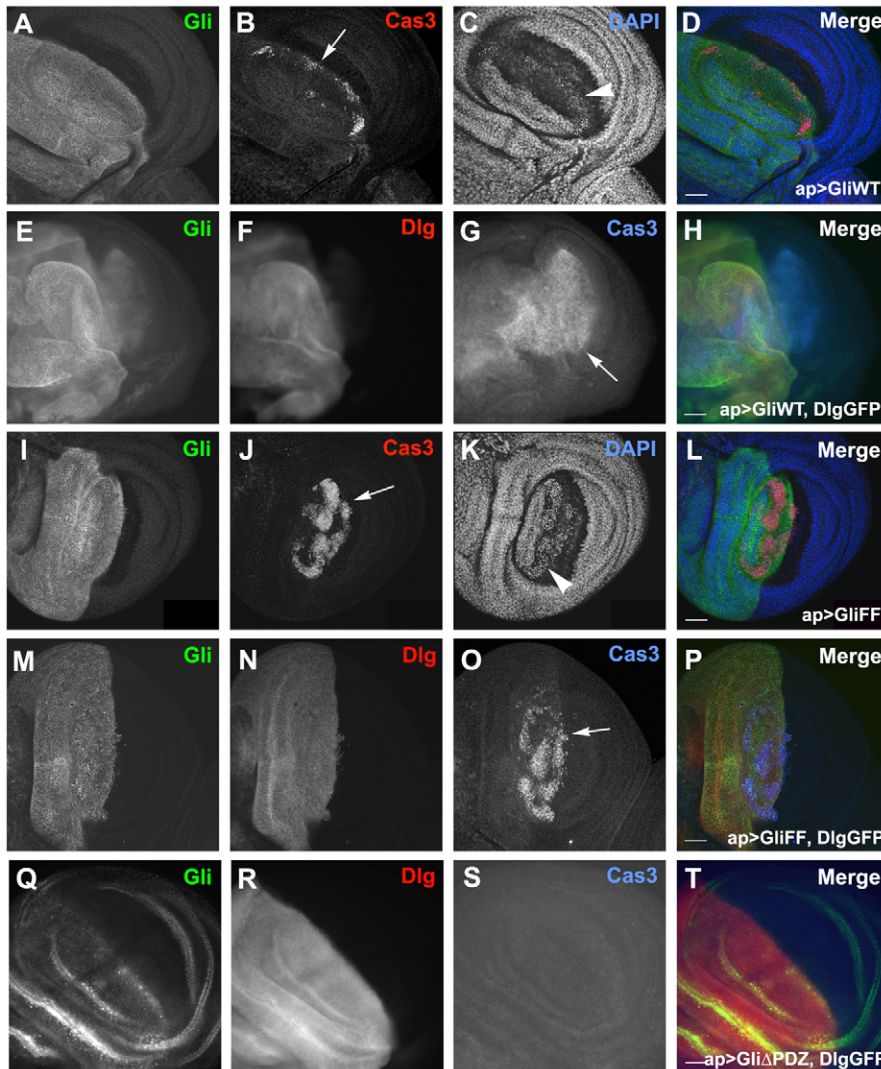 A Gli B Cas3 C DAPI D Merge
ap>GliWT
E Gli F Dlg G Cas3 H Merge
ap>GliWT, DlgGFP
I Gli J Cas3 K DAPI L Merge
ap>GliFF
M Gli N Dlg O Cas3 P Merge
ap>GliFF, DlgGFP
Q Gli R Dlg S Cas3 T Merge
ap>GliΔPDZ, DlgGFP